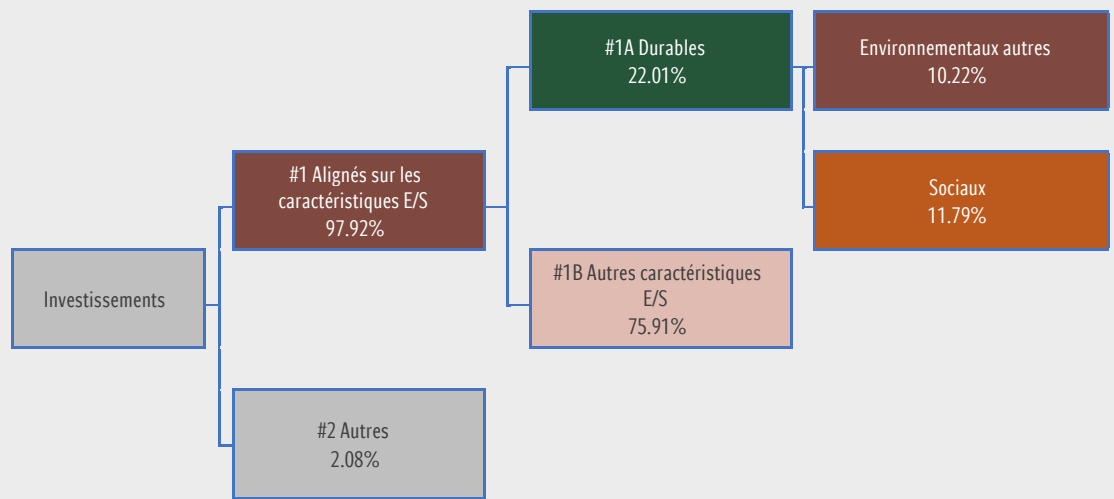 #1A Durables
22.01%
Environnementaux autres
10.22%
#1 Alignés sur les
caractéristiques E/S
97.92%
Sociaux
11.79%
Investissements
#1B Autres caractéristiques
E/S
75.91%
#2 Autres
2.08%